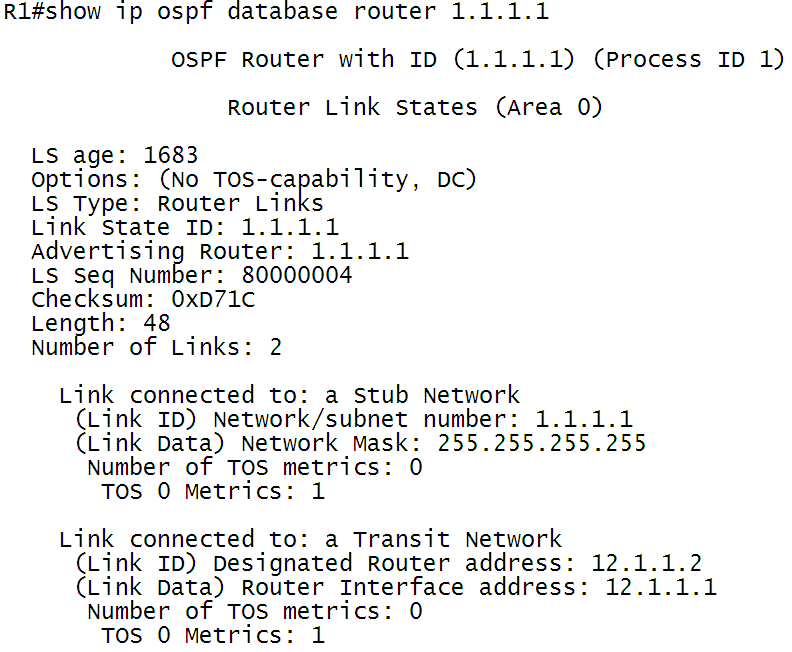 R1#show ip ospf database router 1.1.1.1
OSPF Router with ID (1.1.1.1) (Process ID 1)
Router Link States (Area 0)
LS age: 1683
Options: (No TOS-capability, DC)
LS Type: Router Links
Link State ID: 1.1.1.1
Advertising Router: 1.1.1.1
LS Seq Number: 80000004
Checksum: 0xD71C
Length: 48
Number of Links: 2
Link connected to: a Stub Network
(Link ID) Network/subnet number: 1.1.1.1
(Link Data) Network Mask: 255.255.255.255
Number of TOS metrics: 0
TOS 0 Metrics: 1
Link connected to: a Transit Network
(Link ID) Designated Router address: 12.1.1.2
(Link Data) Router Interface address: 12.1.1.1
Number of TOS metrics: 0
TOS 0 Metrics: 1